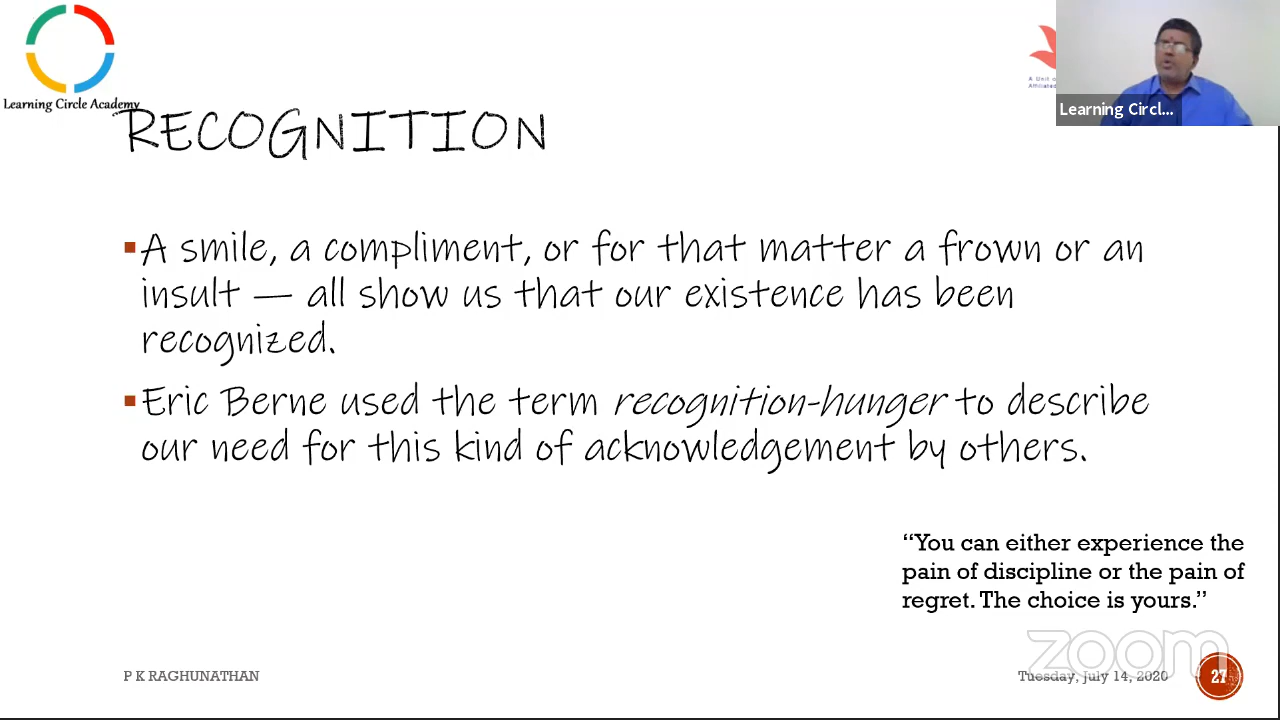 Learning Circle Academy
A Unit o
Affiliated
Learning Circl...
RECOGNITION
A smile, a compliment, or for that matter a frown or an
insult — all show us that our existence has been
recognized.
Eric Berne used the term recognition-hunger to describe
our need for this kind of acknowledgement by others.
“You can either experience the
pain of discipline or the pain of
regret. The choice is yours.”
zoom
P K RAGHUNATHAN
Tuesday, July 14, 2020
27